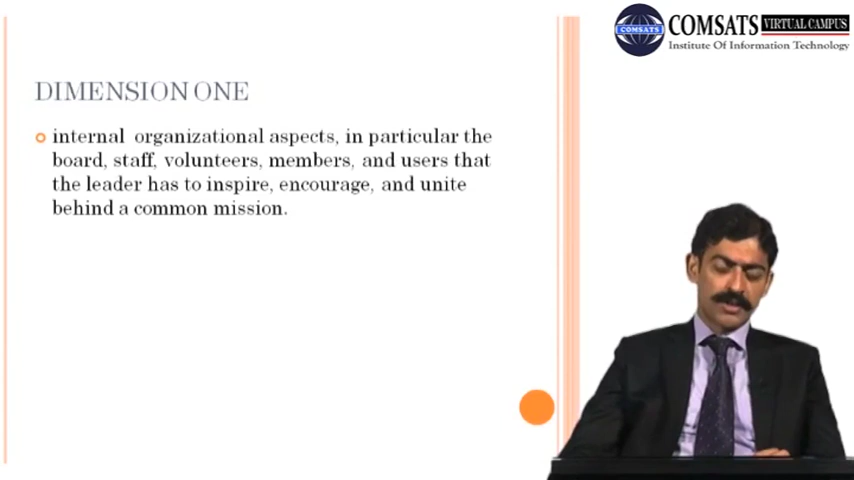 COMSATS VIRTUAL CAMPUS
COMSATS
Institute Of Information Technology
DIMENSION ONE
internal organizational aspects, in particular the
board, staff, volunteers, members, and users that
the leader has to inspire, encourage, and unite
behind a common mission.